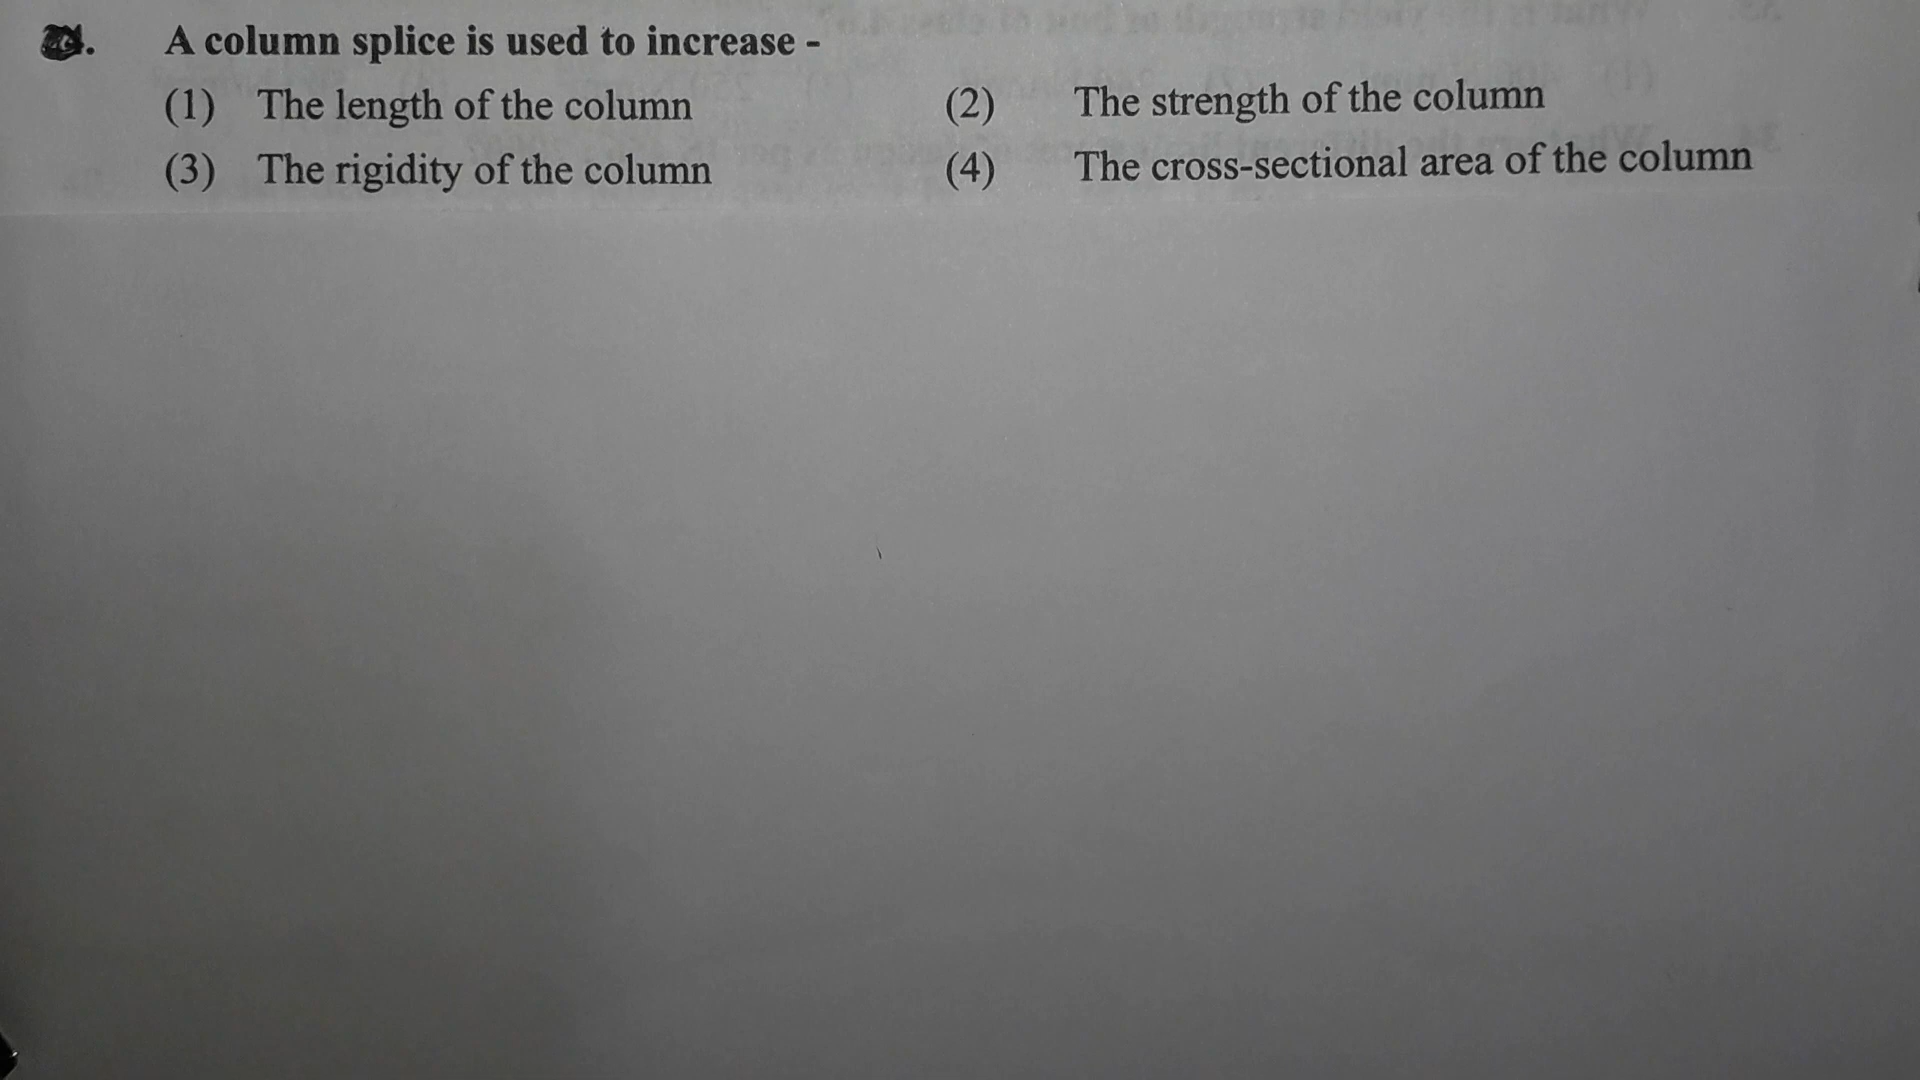 A column splice is used to increase -
(1) The length of the column (2) The strength of the column
(3) The rigidity of the column (4) The cross-sectional area of the column